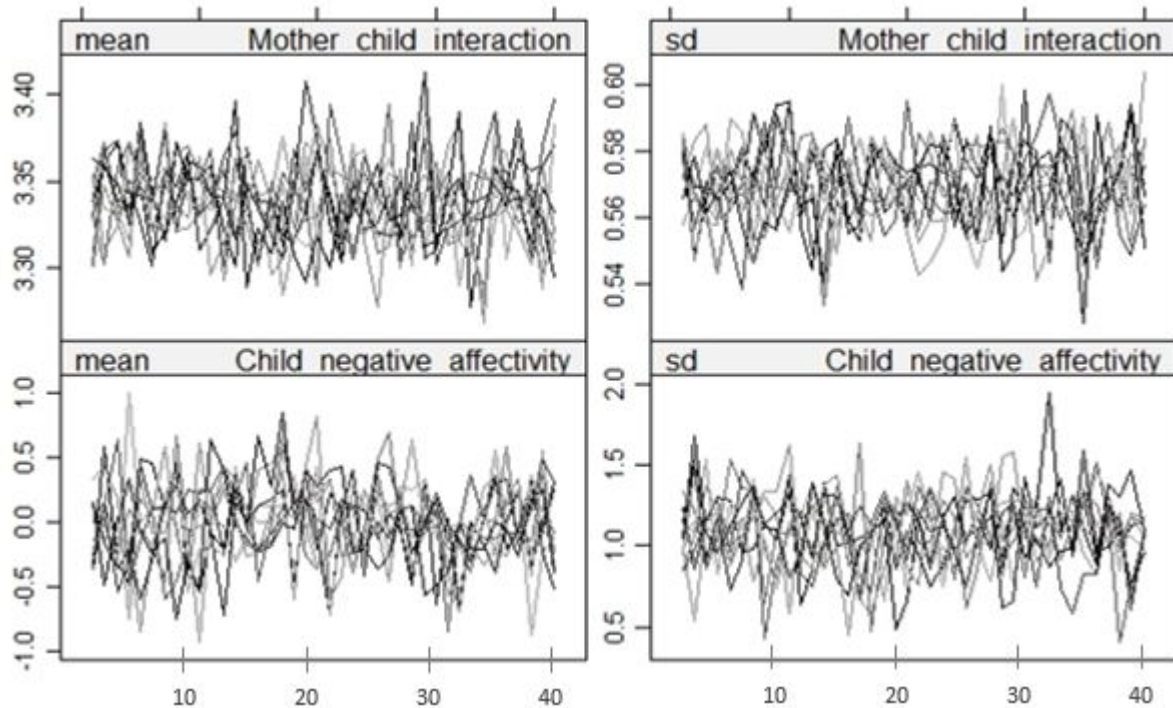 mean Mother child interaction
sd Mother child interaction
3.40
3.35
3.30
0.60
0.58
0.56
0.54
mean Child negative affectivity
sd Child negative affectivity
1.0
0.5
0.0
-0.5
-1.0
2.0
1.5
1.0
0.5
10 20 30 40
10 20 30 40